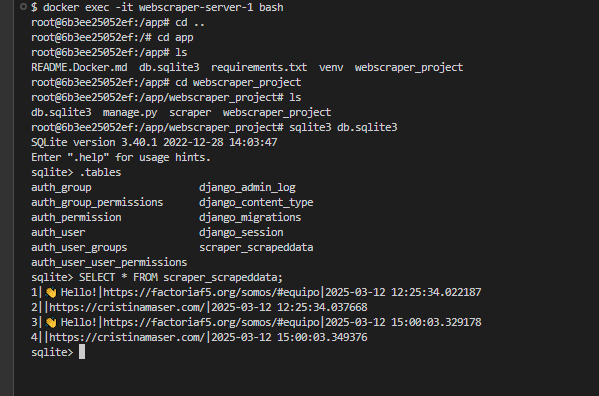 $ docker exec -it webscraper-server-1 bash
root@6b3ee25052ef:/app# cd ..
root@6b3ee25052ef:/# cd app
root@6b3ee25052ef:/app# ls
README.Docker.md  db.sqlite3  requirements.txt  venv  webscraper_project
root@6b3ee25052ef:/app# cd webscraper_project
root@6b3ee25052ef:/app/webscraper_project# ls
db.sqlite3  manage.py  scraper  webscraper_project
root@6b3ee25052ef:/app/webscraper_project# sqlite3 db.sqlite3
SQLite version 3.40.1 2022-12-28 14:03:47
Enter ".help" for usage hints.
sqlite> .tables
auth_group                  django_admin_log
auth_group_permissions      django_content_type
auth_permission             django_migrations
auth_user                   django_session
auth_user_groups            scraper_scrapeddata
auth_user_user_permissions
sqlite> SELECT * FROM scraper_scrapeddata;
1|👋 Hello!|https://factoriaf5.org/somos/#equipo|2025-03-12 12:25:34.022187
2||https://cristinamaser.com/|2025-03-12 12:25:34.037668
3|👋 Hello!|https://factoriaf5.org/somos/#equipo|2025-03-12 15:00:03.329178
4||https://cristinamaser.com/|2025-03-12 15:00:03.349376
sqlite>